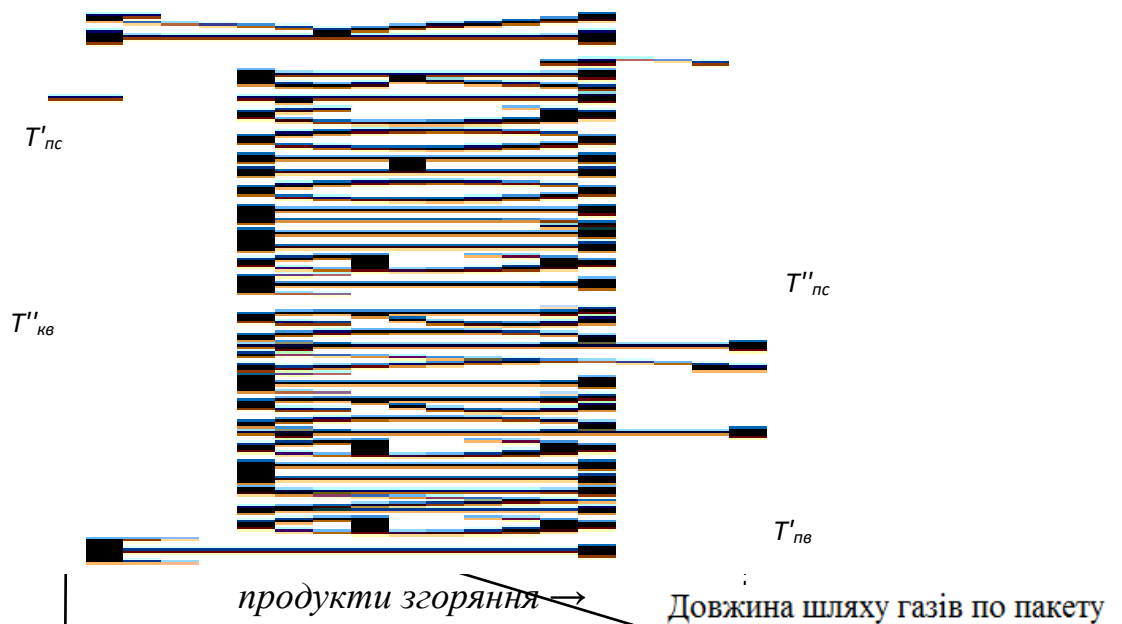 T'пс
T''пс
T''кв
T'пв
продукти згоряння →
Довжина шляху газів по пакету